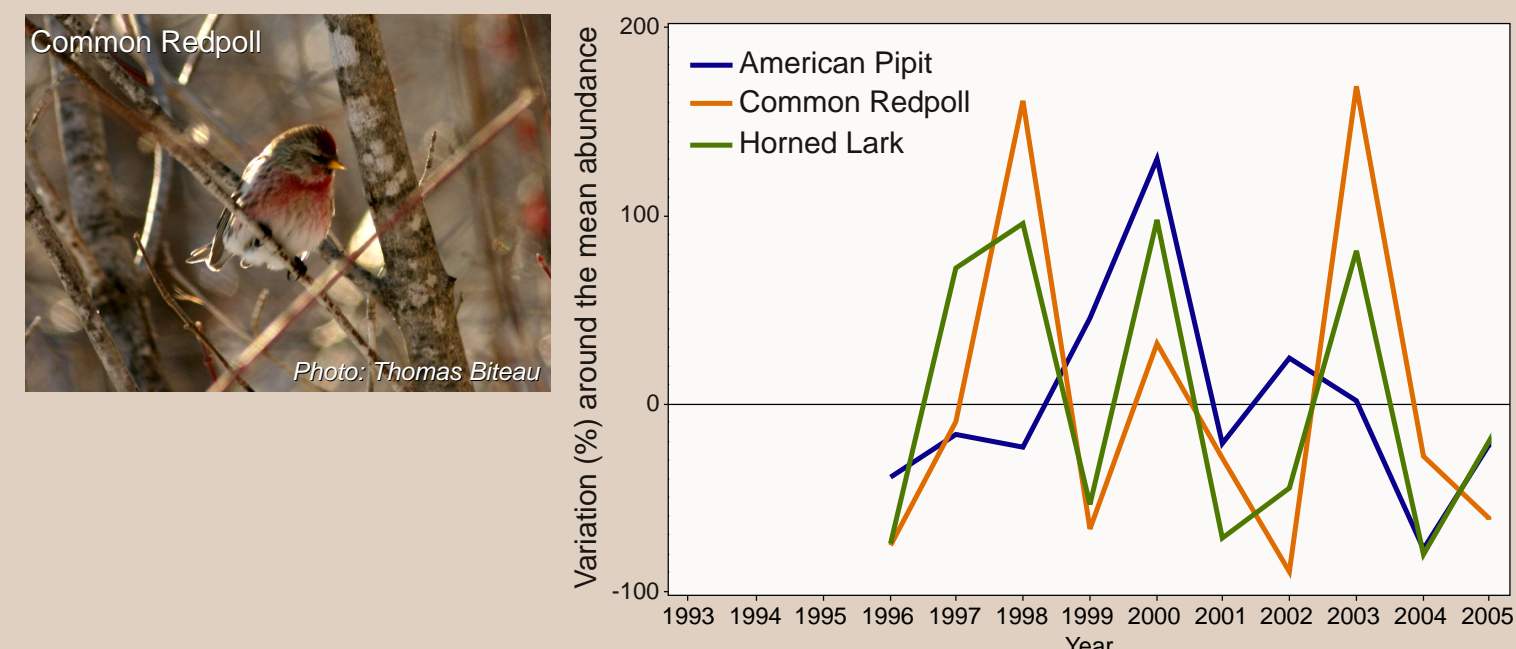 Common Redpoll
Photo: Thomas Biteau
Variation (%) around the mean abundance
200
100
0
-100
American Pipit
Common Redpoll
Horned Lark
1993 1994 1995 1996 1997 1998 1999 2000 2001 2002 2003 2004 2005
Year